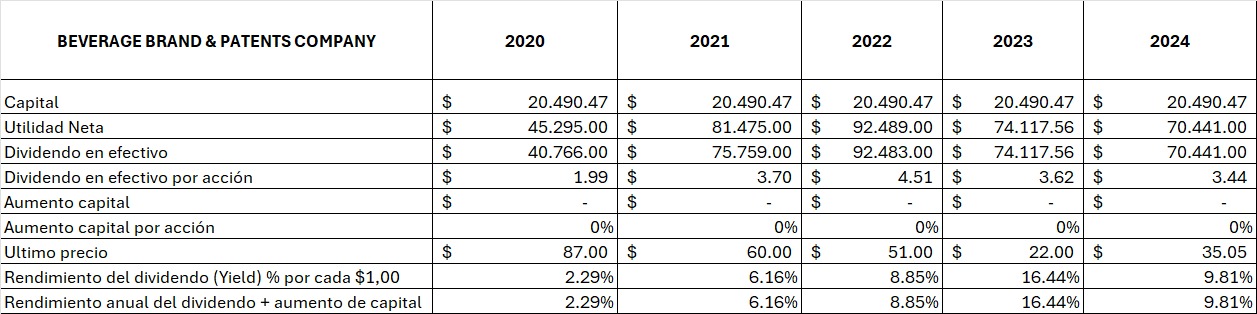 BEVERAGE BRAND & PATENTS COMPANY 2020 2021 2022 2023 2024
Capital $ 20.490.47 $ 20.490.47 $ 20.490.47 $ 20.490.47 $ 20.490.47
Utilidad Neta $ 45.295.00 $ 81.475.00 $ 92.489.00 $ 74.117.56 $ 70.441.00
Dividendo en efectivo $ 40.766.00 $ 75.759.00 $ 92.483.00 $ 74.117.56 $ 70.441.00
Dividendo en efectivo por acción $ 1.99 $ 3.70 $ 4.51 $ 3.62 $ 3.44
Aumento capital $ - $ - $ - $ - $ -
Aumento capital por acción 0% 0% 0% 0% 0%
Ultimo precio $ 87.00 $ 60.00 $ 51.00 $ 22.00 $ 35.05
Rendimiento del dividendo (Yield) % por cada $1,00 2.29% 6.16% 8.85% 16.44% 9.81%
Rendimiento anual del dividendo + aumento de capital 2.29% 6.16% 8.85% 16.44% 9.81%